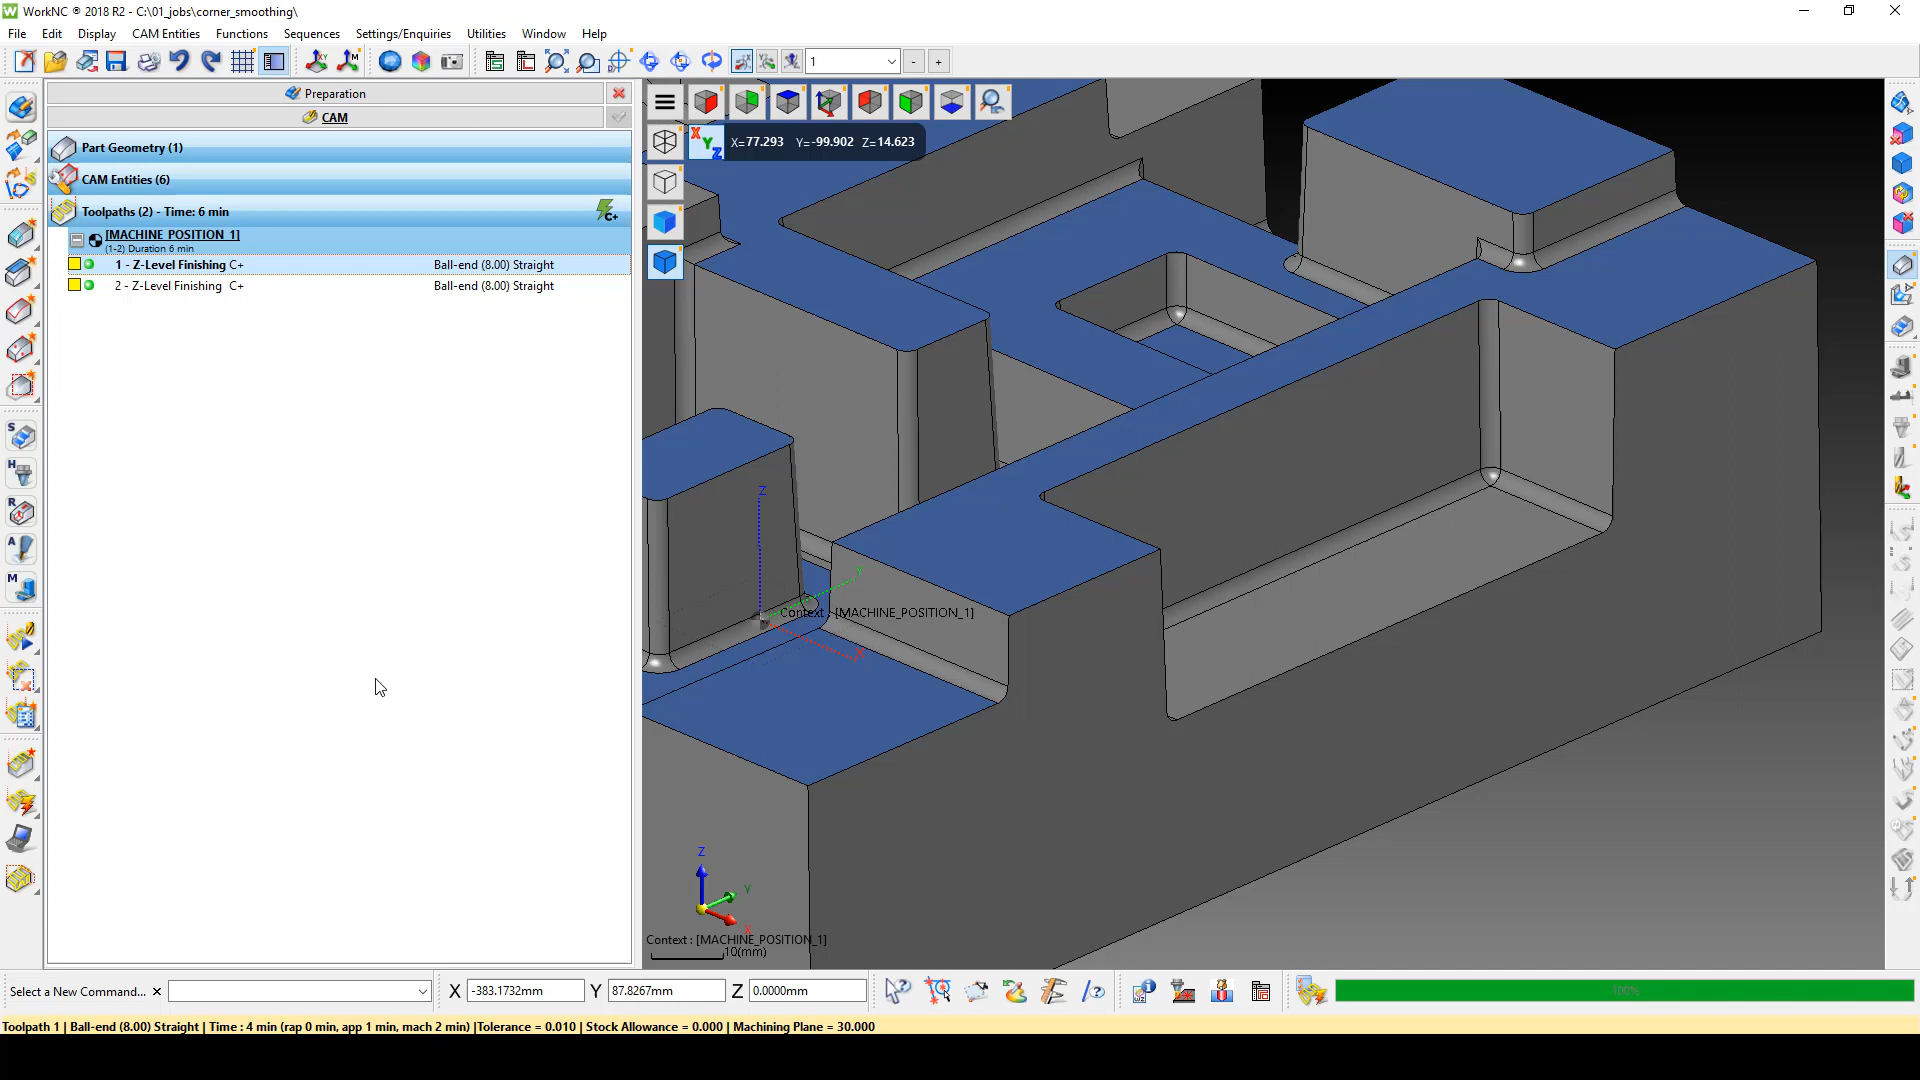 WorkNC ® 2018 R2 - C:\01_jobs\corner_smoothing\
File Edit Display CAM Entities Functions Sequences Settings/Enquiries Utilities Window Help
1
- +
Preparation
CAM
Part Geometry (1)
CAM Entities (6)
Toolpaths (2) - Time: 6 min
C+
[MACHINE_POSITION_1]
(1-2) Duration 6 min
1 - Z-Level Finishing C+ Ball-end (8.00) Straight
2 - Z-Level Finishing C+ Ball-end (8.00) Straight
S
H
R
A
M
X Y Z
X=77.293 Y=-99.902 Z=14.623
Z
Y
X
Context : [MACHINE_POSITION_1]
Z
Y
X
Context : [MACHINE_POSITION_1]
10(mm)
Select a New Command...
X -383.1732mm Y 87.8267mm Z 0.0000mm
100%
Toolpath 1 | Ball-end (8.00) Straight | Time : 4 min (rap 0 min, app 1 min, mach 2 min) |Tolerance = 0.010 | Stock Allowance = 0.000 | Machining Plane = 30.000